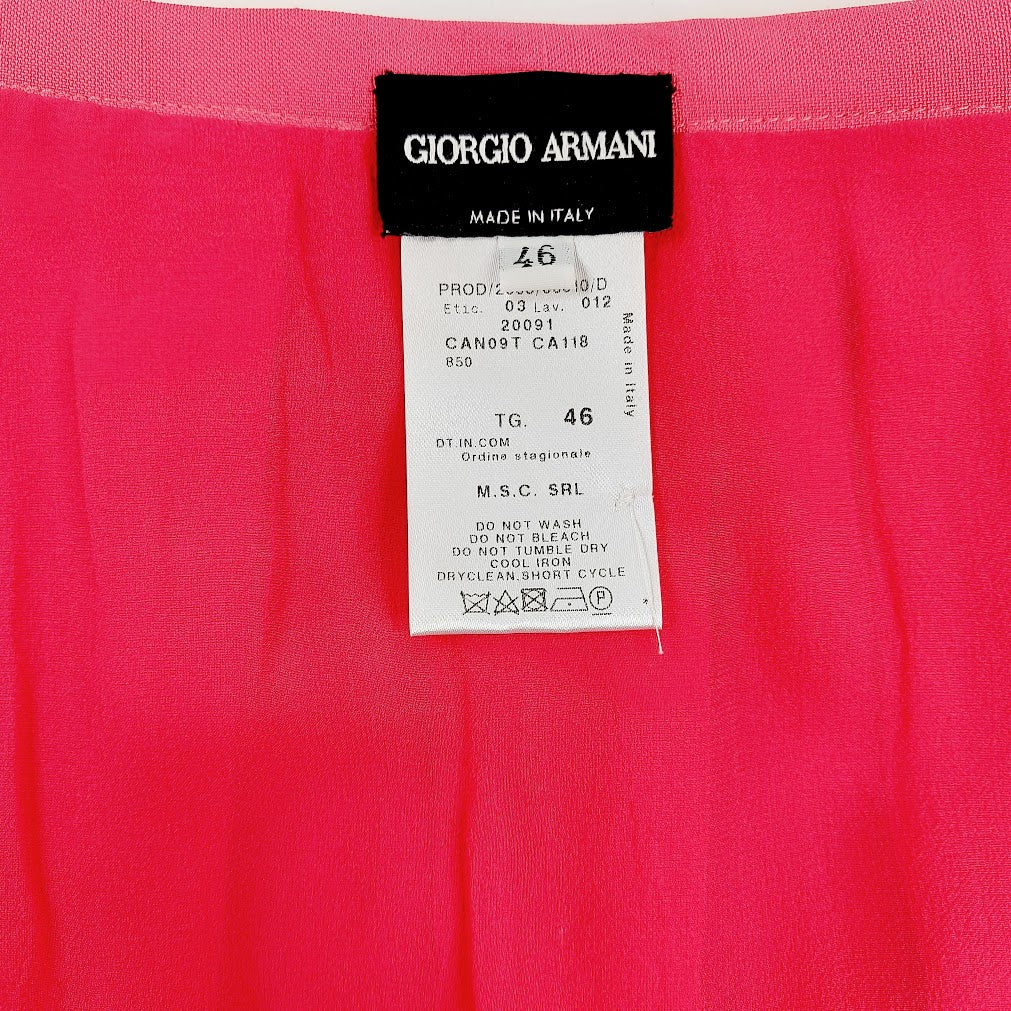 GIORGIO ARMANI
MADE IN ITALY
46
Etic. 03 Lav. 012
20091
CAN09T CA118
850
Made in Italy
TG. 46
DT.IN.COM
Ordine stagionale
M.S.C. SRL
DO NOT WASH
DO NOT BLEACH
DO NOT TUMBLE DRY
COOL IRON
DRYCLEAN.SHORT CYCLE
P